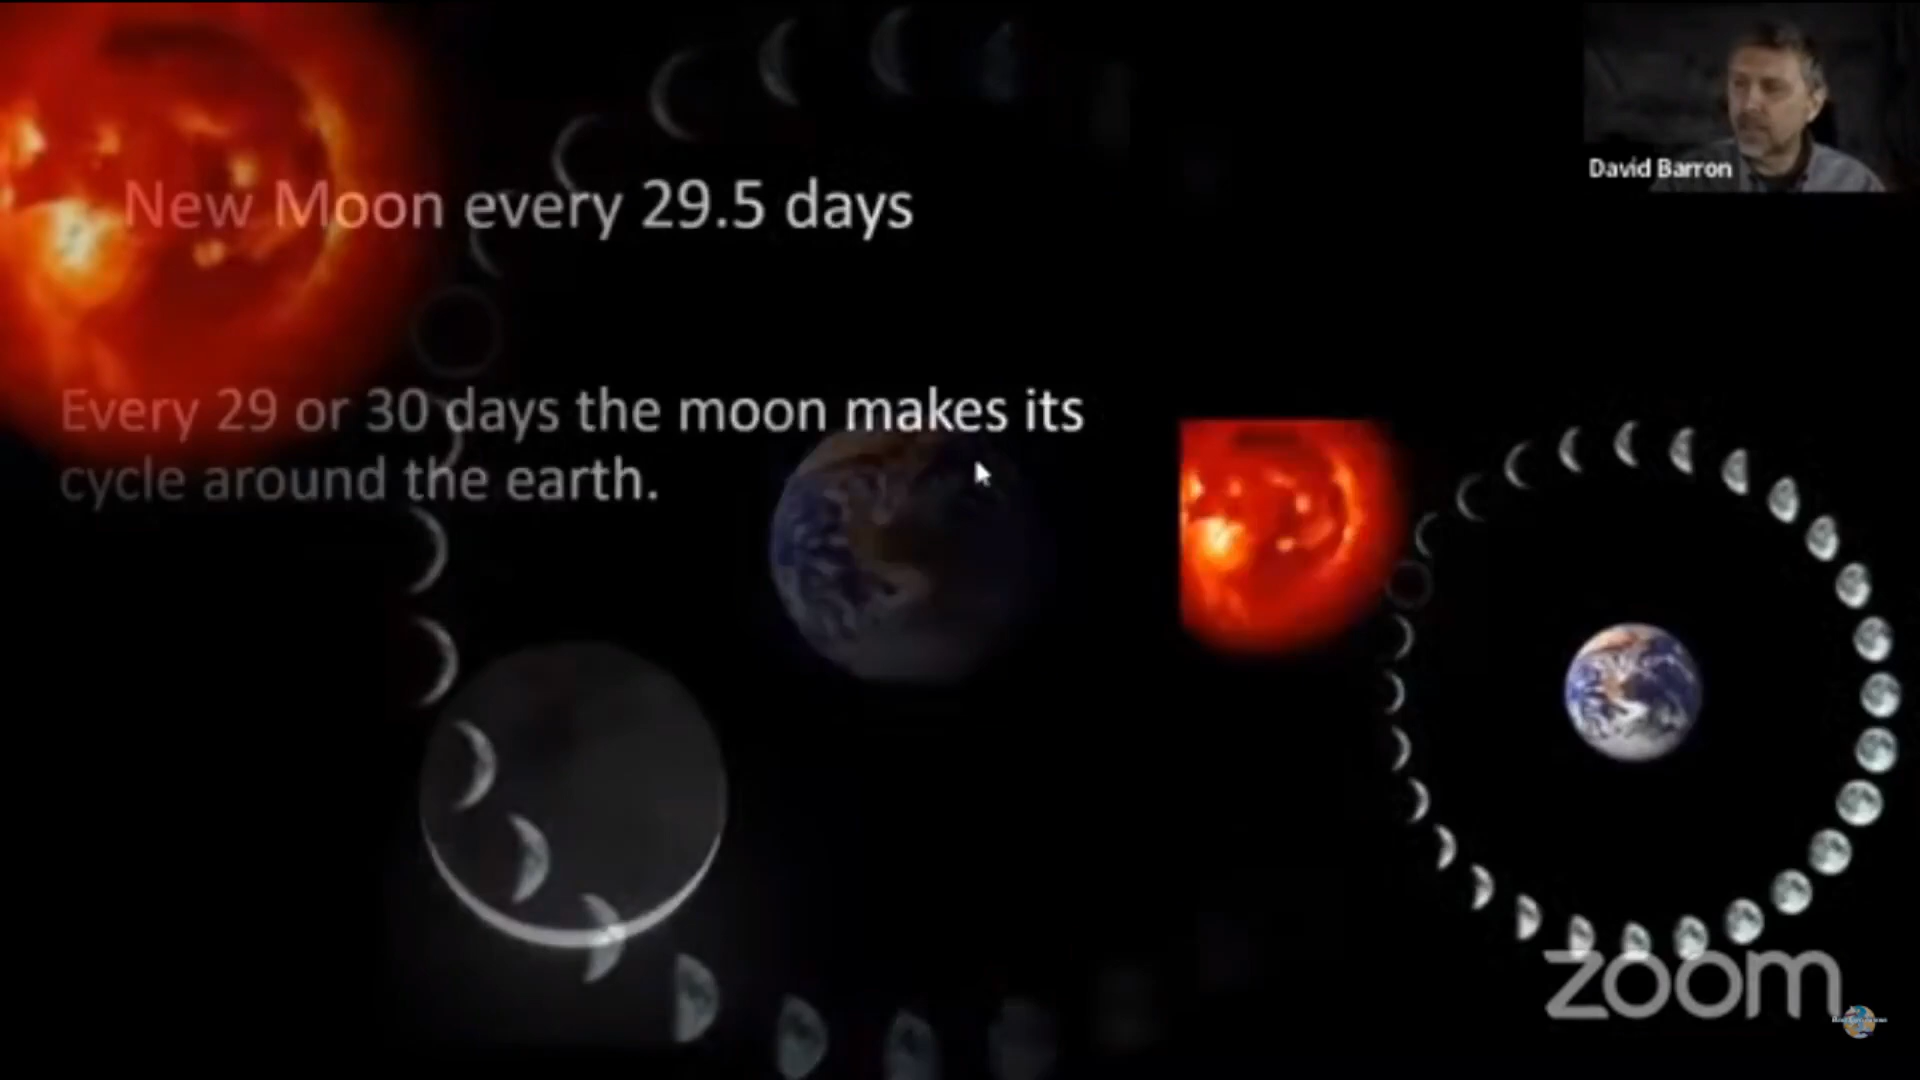 David Barron
New Moon every 29.5 days
Every 29 or 30 days the moon makes its
cycle around the earth.
zoom